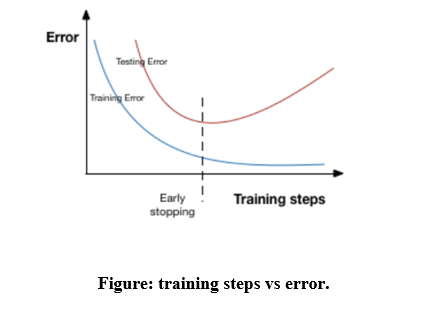 Error
Testing Error
Training Error
Early
stopping
Training steps
Figure: training steps vs error.